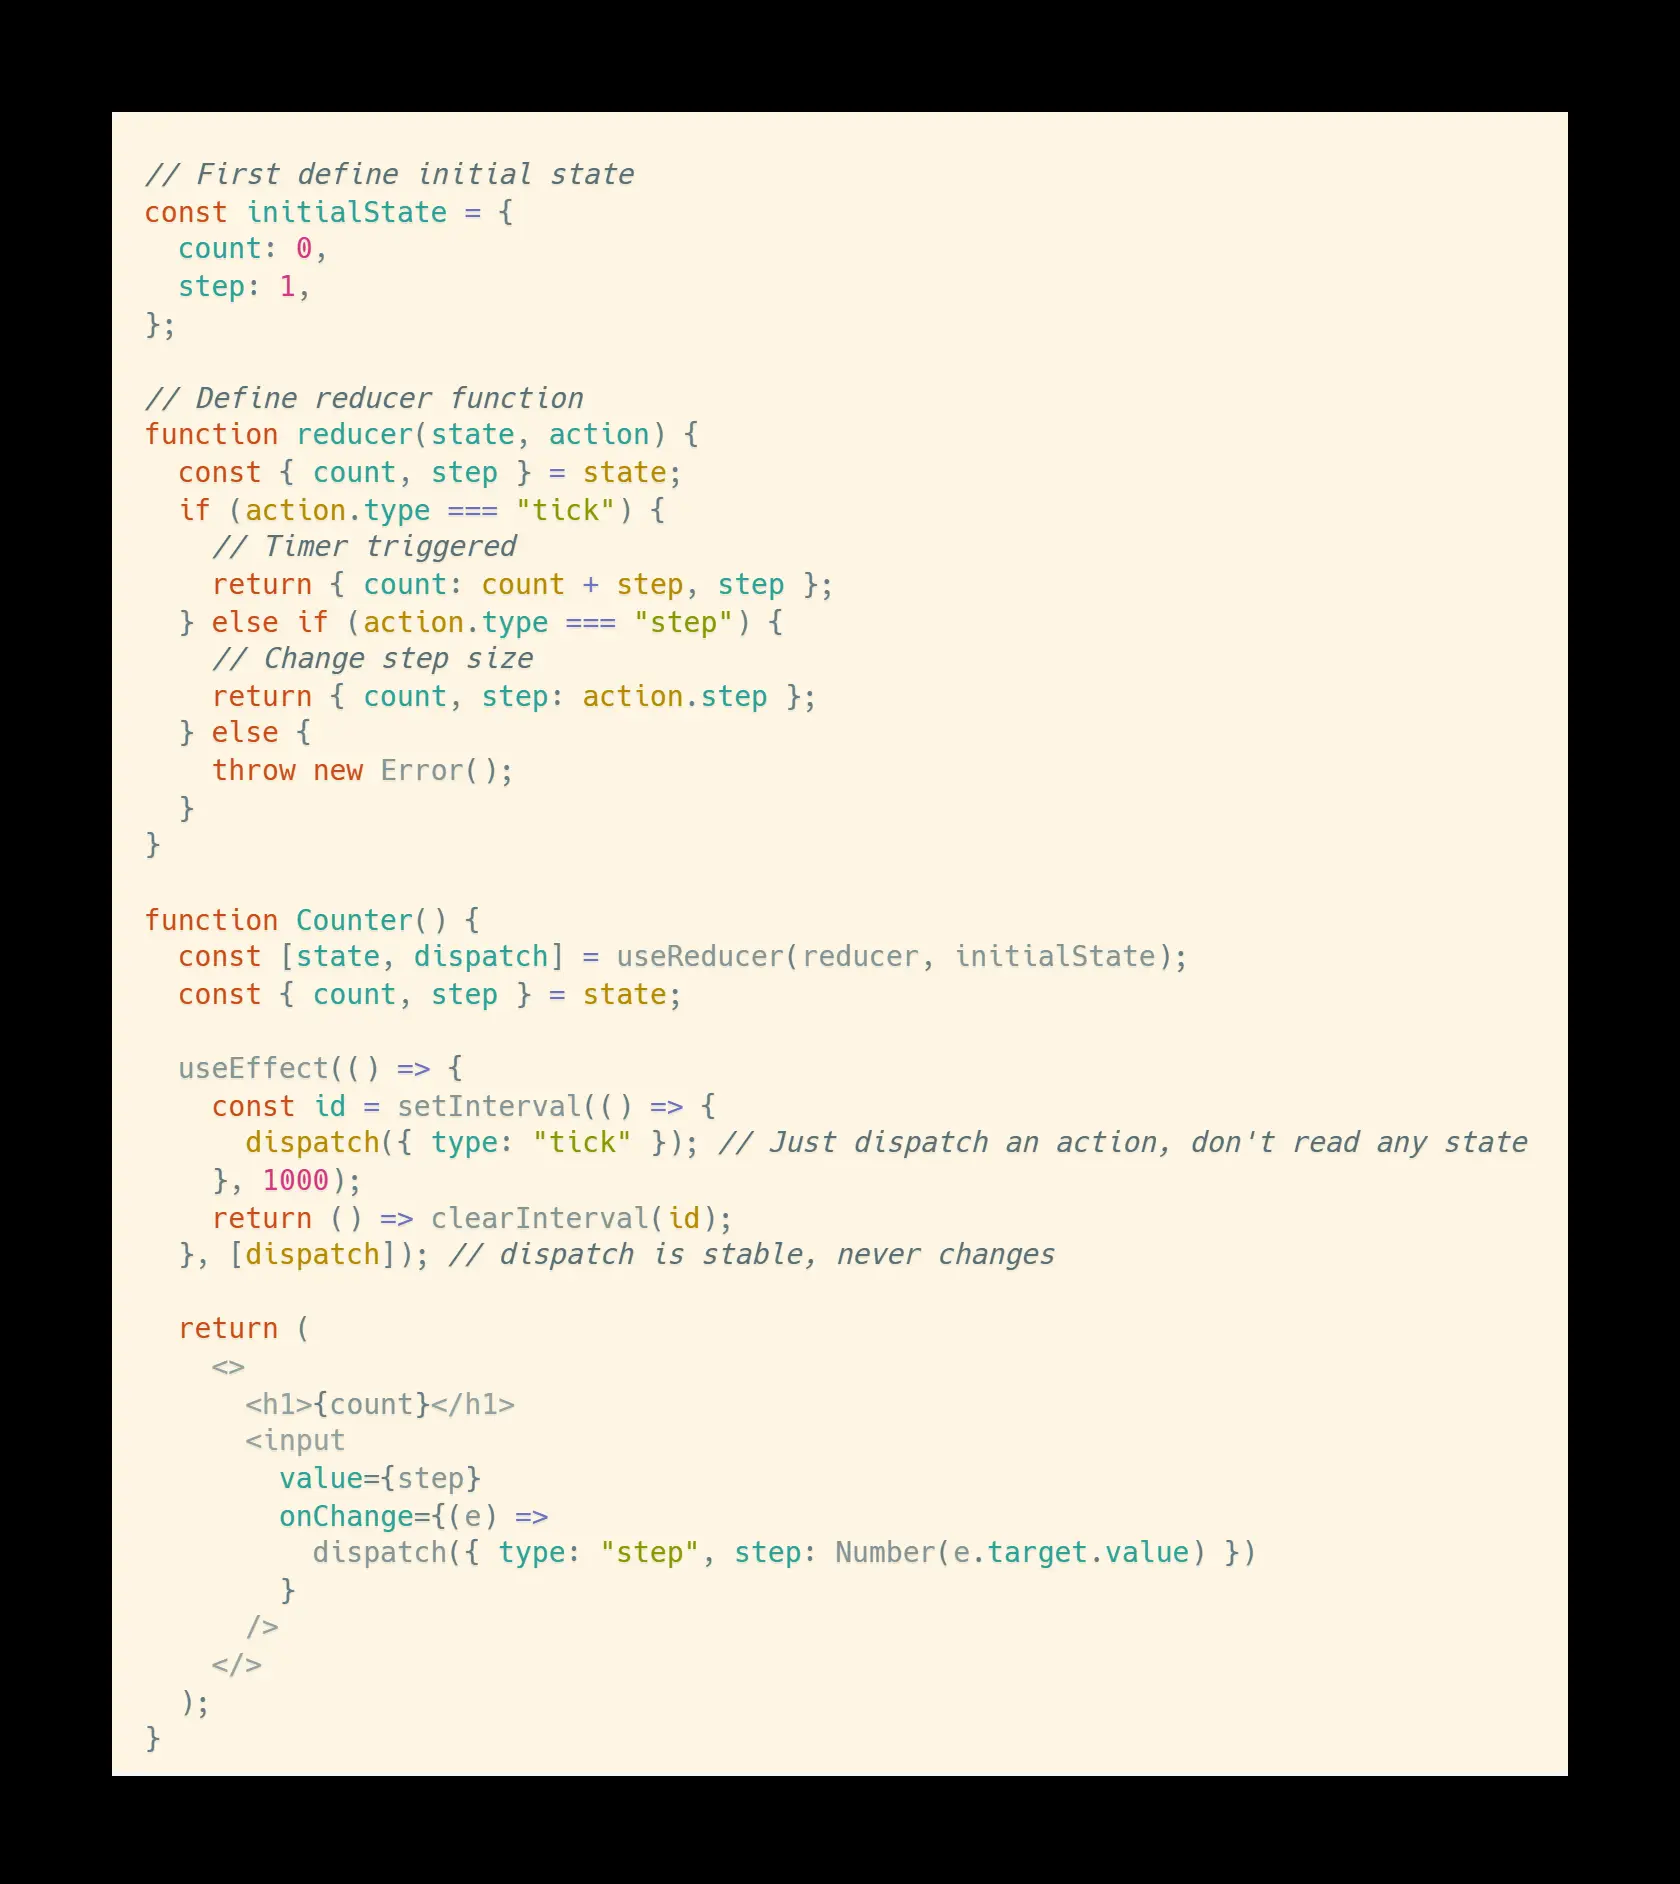 // First define initial state
const initialState = {
  count: 0,
  step: 1,
};

// Define reducer function
function reducer(state, action) {
  const { count, step } = state;
  if (action.type === "tick") {
    // Timer triggered
    return { count: count + step, step };
  } else if (action.type === "step") {
    // Change step size
    return { count, step: action.step };
  } else {
    throw new Error();
  }
}

function Counter() {
  const [state, dispatch] = useReducer(reducer, initialState);
  const { count, step } = state;

  useEffect(() => {
    const id = setInterval(() => {
      dispatch({ type: "tick" }); // Just dispatch an action, don't read any state
    }, 1000);
    return () => clearInterval(id);
  }, [dispatch]); // dispatch is stable, never changes

  return (
    <>
      <h1>{count}</h1>
      <input
        value={step}
        onChange={(e) =>
          dispatch({ type: "step", step: Number(e.target.value) })
        }
      />
    </>
  );
}